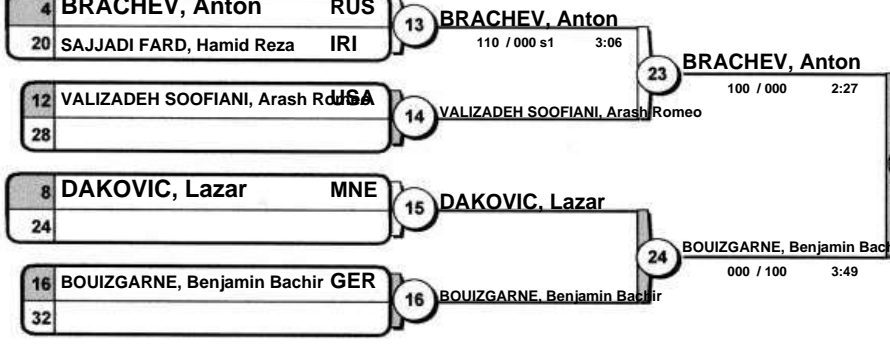 4 BRACHEV, Anton RUS
20 SAJJADI FARD, Hamid Reza IRI
13 BRACHEV, Anton
110 / 000 s1 3:06
12 VALIZADEH SOOFIANI, Arash Romeo USA
28
14 VALIZADEH SOOFIANI, Arash Romeo
23 BRACHEV, Anton
100 / 000 2:27
8 DAKOVIC, Lazar MNE
24
15 DAKOVIC, Lazar
16 BOUIZGARNE, Benjamin Bachir GER
32
16 BOUIZGARNE, Benjamin Bachir
24 BOUIZGARNE, Benjamin
000 / 100 3:49